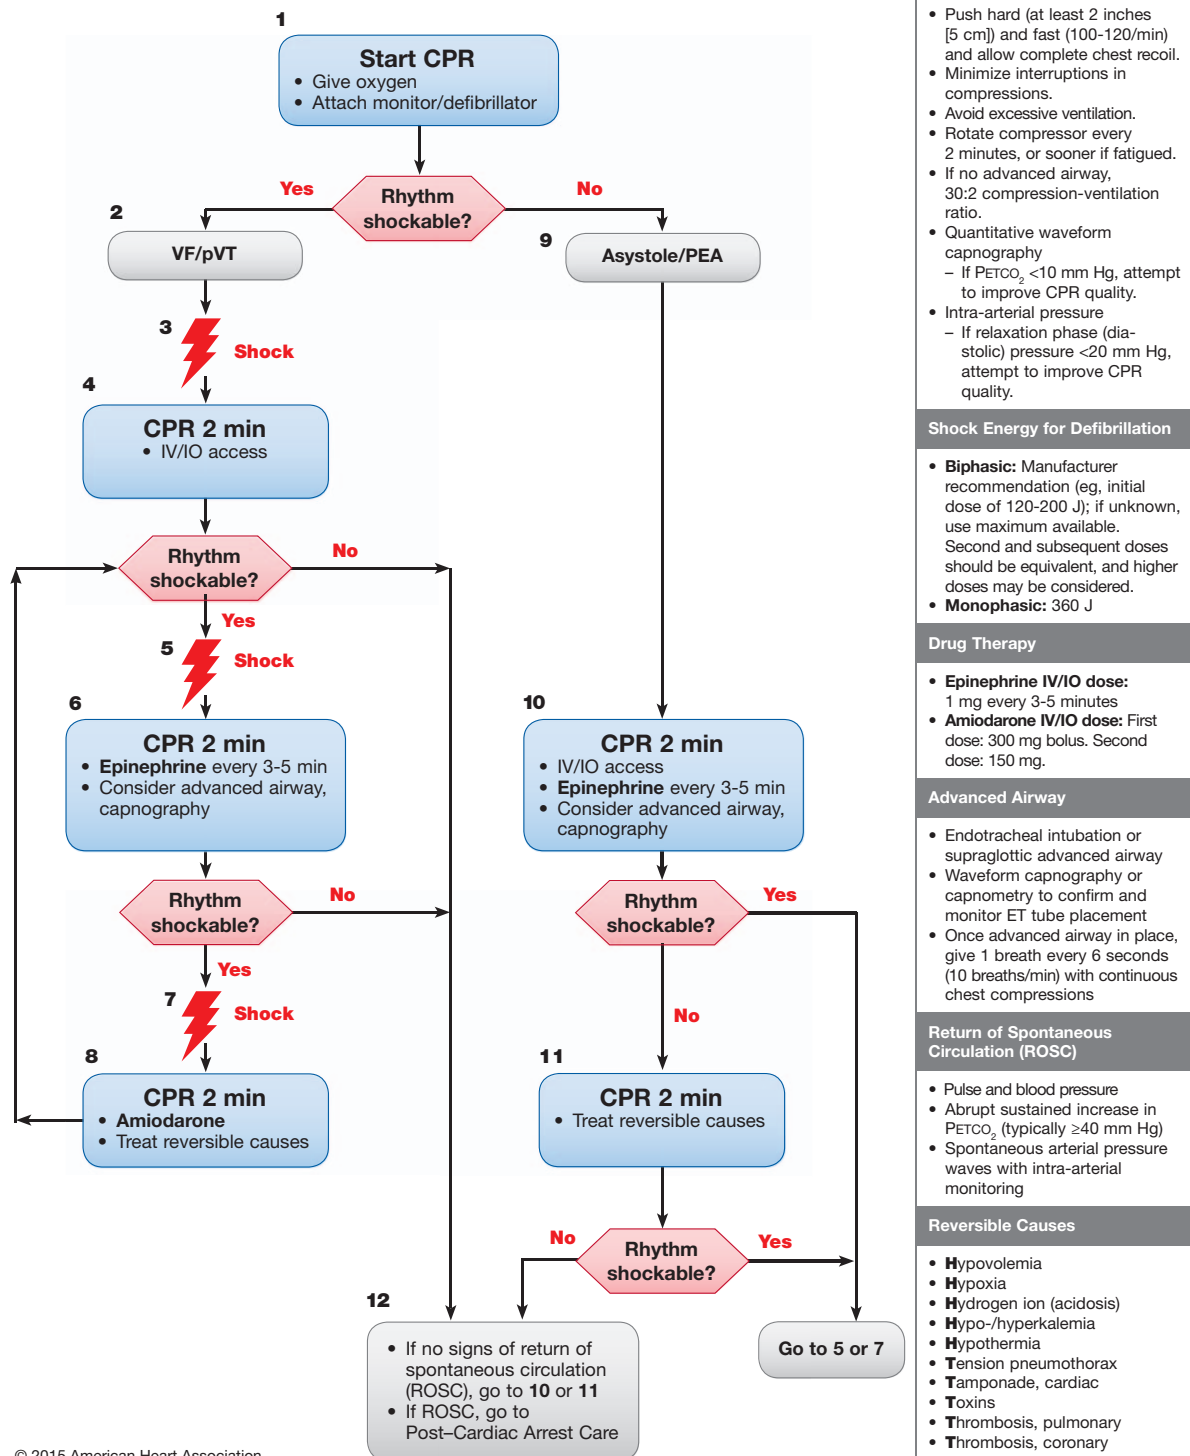 1
Start CPR
• Give oxygen
• Attach monitor/defibrillator
Rhythm
shockable?
Yes
No
2
VF/pVT
9
Asystole/PEA
3
Shock
4
CPR 2 min
• IV/IO access
Rhythm
shockable?
No
Yes
5
Shock
6
CPR 2 min
• Epinephrine every 3-5 min
• Consider advanced airway,
capnography
10
CPR 2 min
• IV/IO access
• Epinephrine every 3-5 min
• Consider advanced airway,
capnography
Rhythm
shockable?
No
Yes
Rhythm
shockable?
Yes
No
7
Shock
8
CPR 2 min
• Amiodarone
• Treat reversible causes
11
CPR 2 min
• Treat reversible causes
Rhythm
shockable?
No
Yes
12
• If no signs of return of
spontaneous circulation
(ROSC), go to 10 or 11
• If ROSC, go to
Post–Cardiac Arrest Care
Go to 5 or 7
© 2015 American Heart Association
• Push hard (at least 2 inches
[5 cm]) and fast (100-120/min)
and allow complete chest recoil.
• Minimize interruptions in
compressions.
• Avoid excessive ventilation.
• Rotate compressor every
2 minutes, or sooner if fatigued.
• If no advanced airway,
30:2 compression-ventilation
ratio.
• Quantitative waveform
capnography
– If PETCO2 <10 mm Hg, attempt
to improve CPR quality.
• Intra-arterial pressure
– If relaxation phase (dia-
stolic) pressure <20 mm Hg,
attempt to improve CPR
quality.
Shock Energy for Defibrillation
• Biphasic: Manufacturer
recommendation (eg, initial
dose of 120-200 J); if unknown,
use maximum available.
Second and subsequent doses
should be equivalent, and higher
doses may be considered.
• Monophasic: 360 J
Drug Therapy
• Epinephrine IV/IO dose:
1 mg every 3-5 minutes
• Amiodarone IV/IO dose: First
dose: 300 mg bolus. Second
dose: 150 mg.
Advanced Airway
• Endotracheal intubation or
supraglottic advanced airway
• Waveform capnography or
capnometry to confirm and
monitor ET tube placement
• Once advanced airway in place,
give 1 breath every 6 seconds
(10 breaths/min) with continuous
chest compressions
Return of Spontaneous
Circulation (ROSC)
• Pulse and blood pressure
• Abrupt sustained increase in
PETCO2 (typically ≥40 mm Hg)
• Spontaneous arterial pressure
waves with intra-arterial
monitoring
Reversible Causes
• Hypovolemia
• Hypoxia
• Hydrogen ion (acidosis)
• Hypo-/hyperkalemia
• Hypothermia
• Tension pneumothorax
• Tamponade, cardiac
• Toxins
• Thrombosis, pulmonary
• Thrombosis, coronary